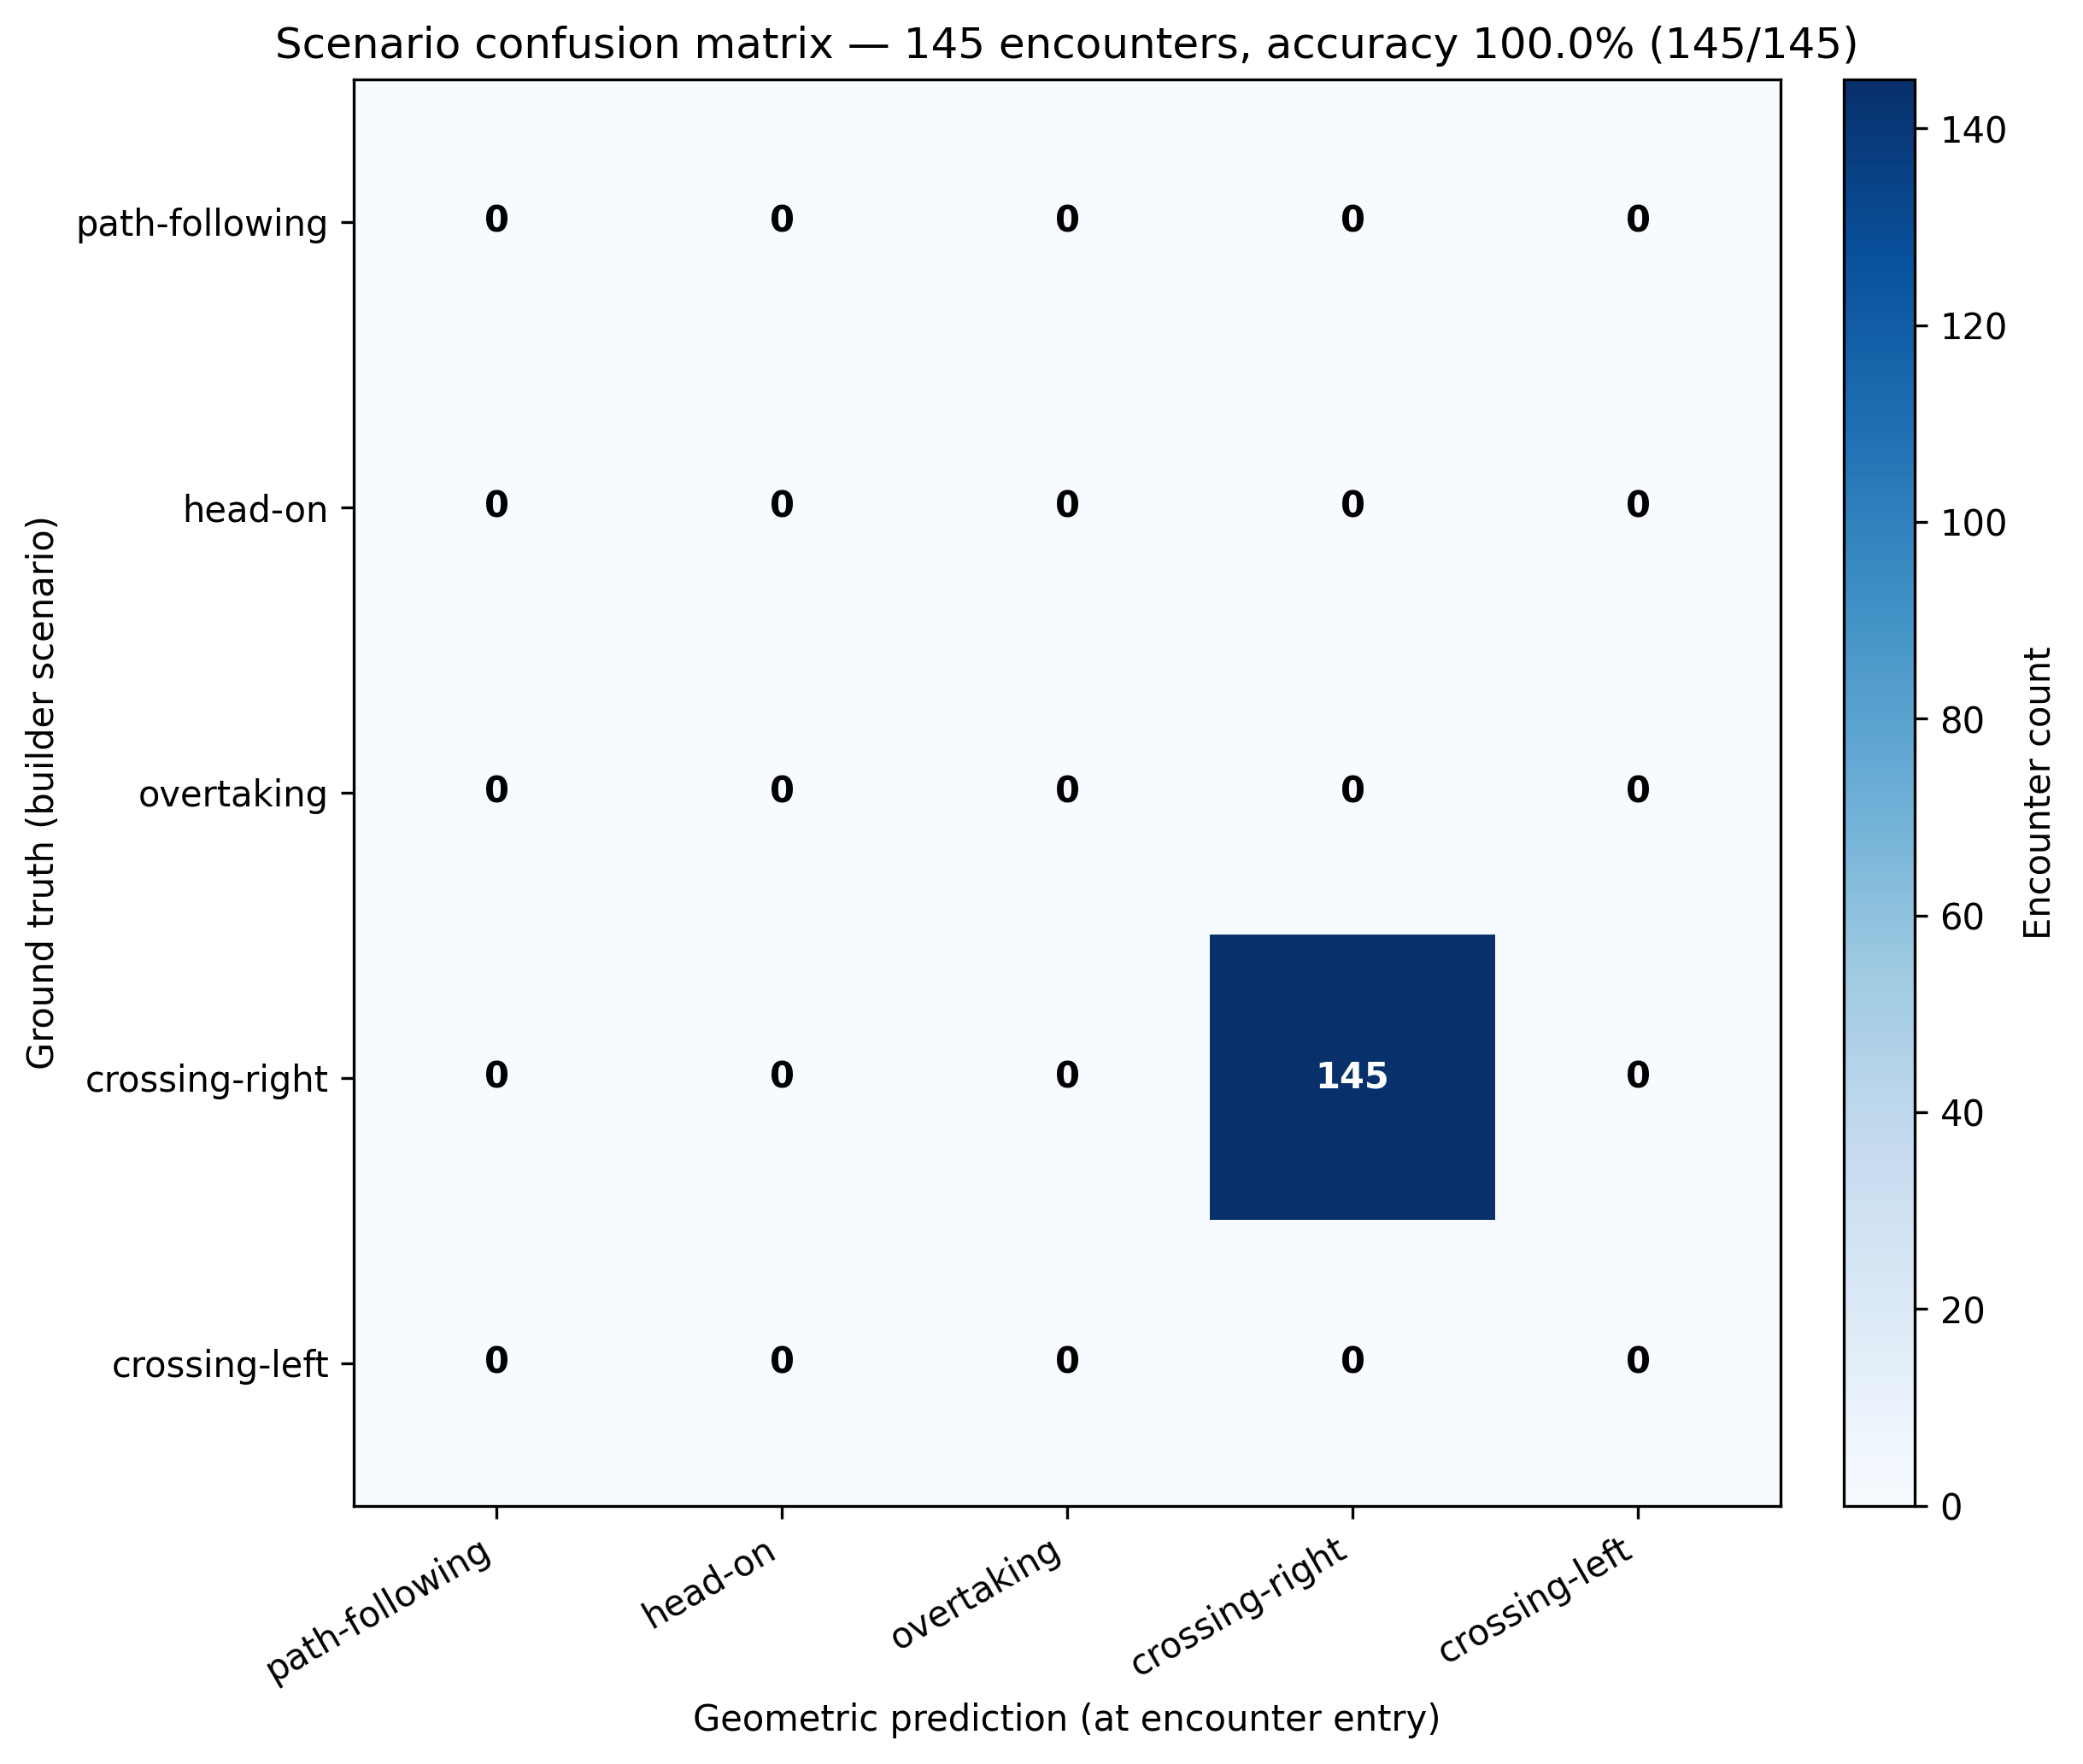 Scenario confusion matrix — 145 encounters, accuracy 100.0% (145/145)
Ground truth (builder scenario)
path-following 0 0 0 0 0
head-on 0 0 0 0 0
overtaking 0 0 0 0 0
crossing-right 0 0 0 145 0
crossing-left 0 0 0 0 0
path-following head-on overtaking crossing-right crossing-left
Geometric prediction (at encounter entry)
140
120
100
80
60
40
20
0
Encounter count